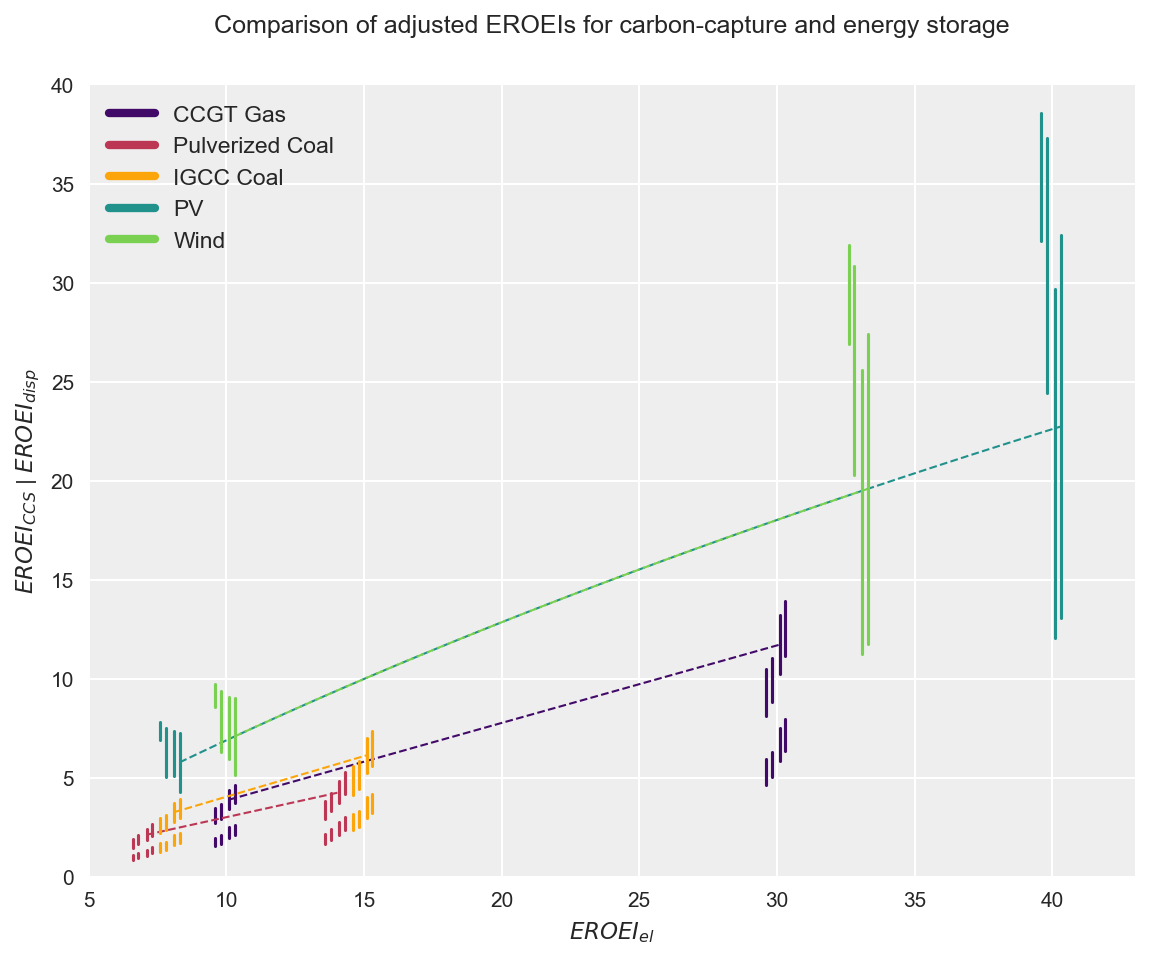 Comparison of adjusted EROEIs for carbon-capture and energy storage
40
35
30
25
20
15
10
5
0
EROEI_CCS | EROEI_disp
CCGT Gas
Pulverized Coal
IGCC Coal
PV
Wind
5 10 15 20 25 30 35 40
EROEI_el